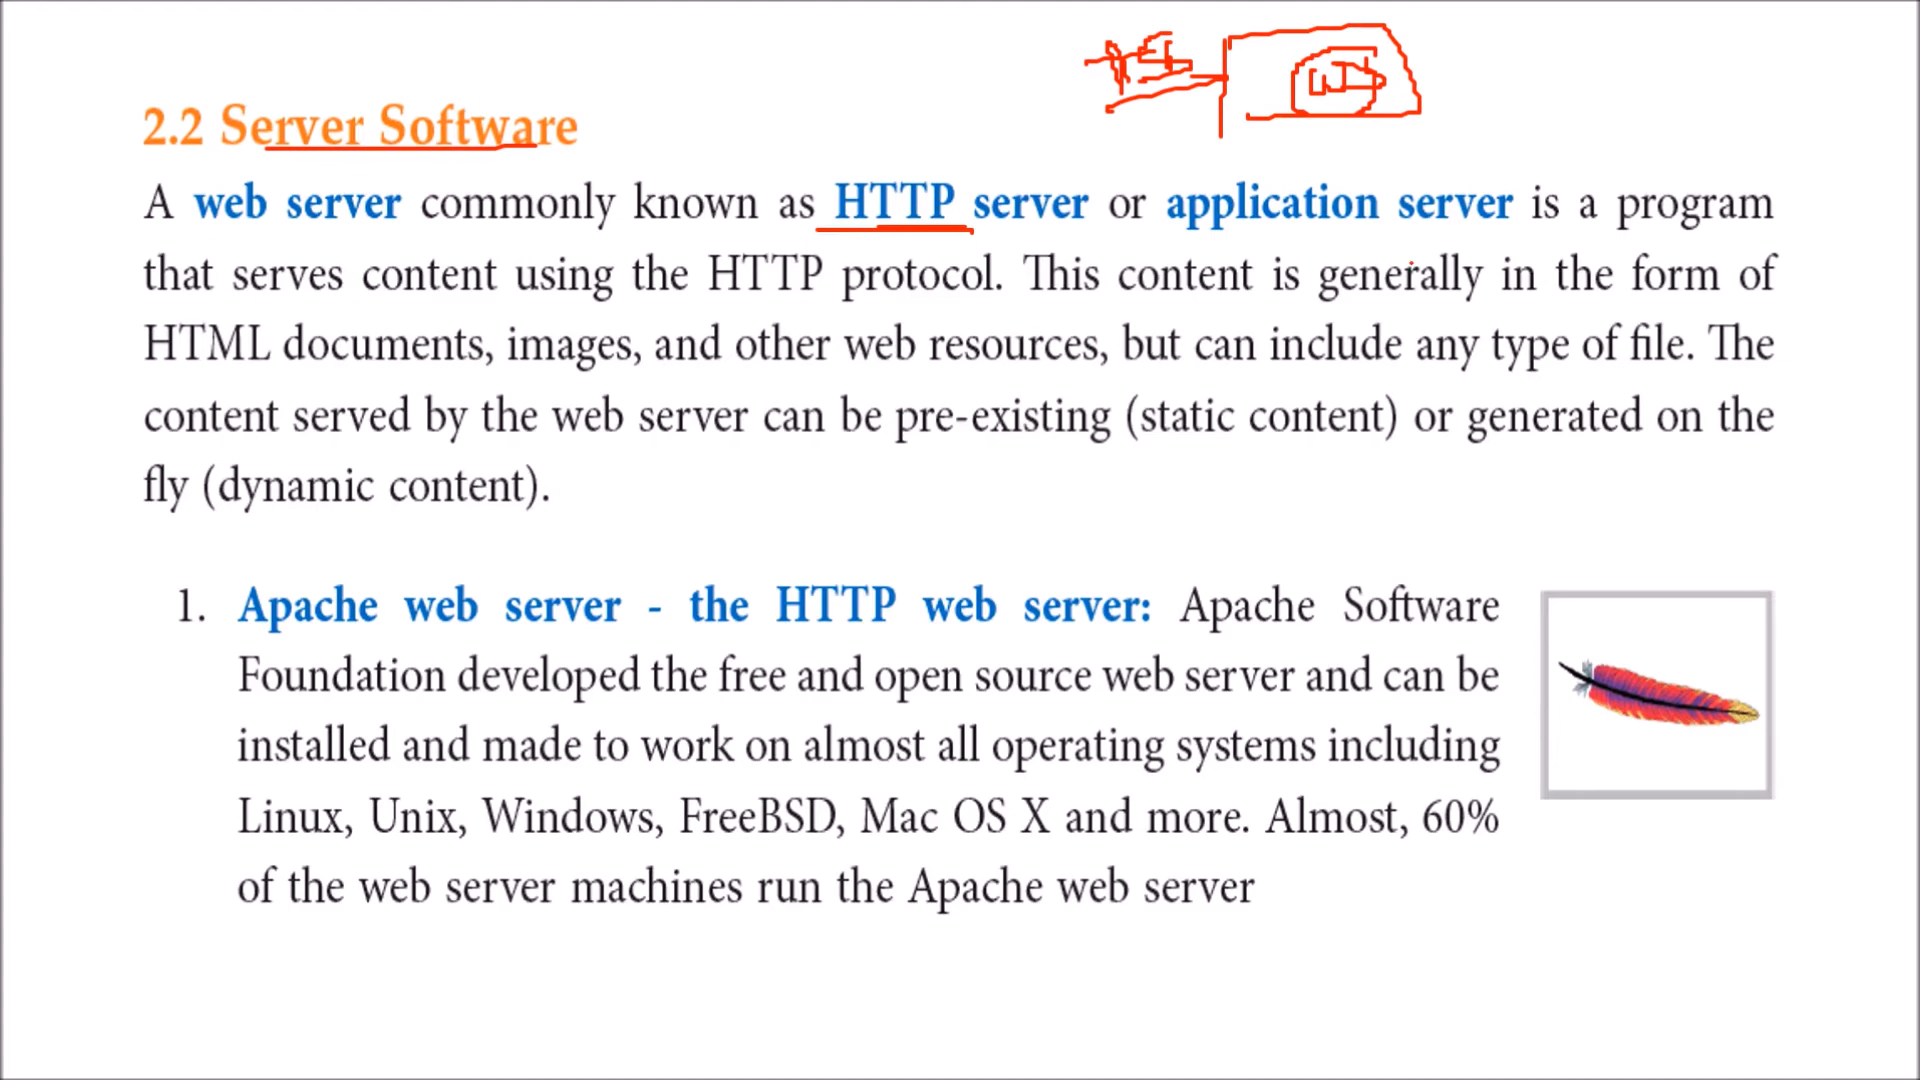 2.2 Server Software
A web server commonly known as HTTP server or application server is a program
that serves content using the HTTP protocol. This content is generally in the form of
HTML documents, images, and other web resources, but can include any type of file. The
content served by the web server can be pre-existing (static content) or generated on the
fly (dynamic content).
1. Apache web server - the HTTP web server: Apache Software
Foundation developed the free and open source web server and can be
installed and made to work on almost all operating systems including
Linux, Unix, Windows, FreeBSD, Mac OS X and more. Almost, 60%
of the web server machines run the Apache web server